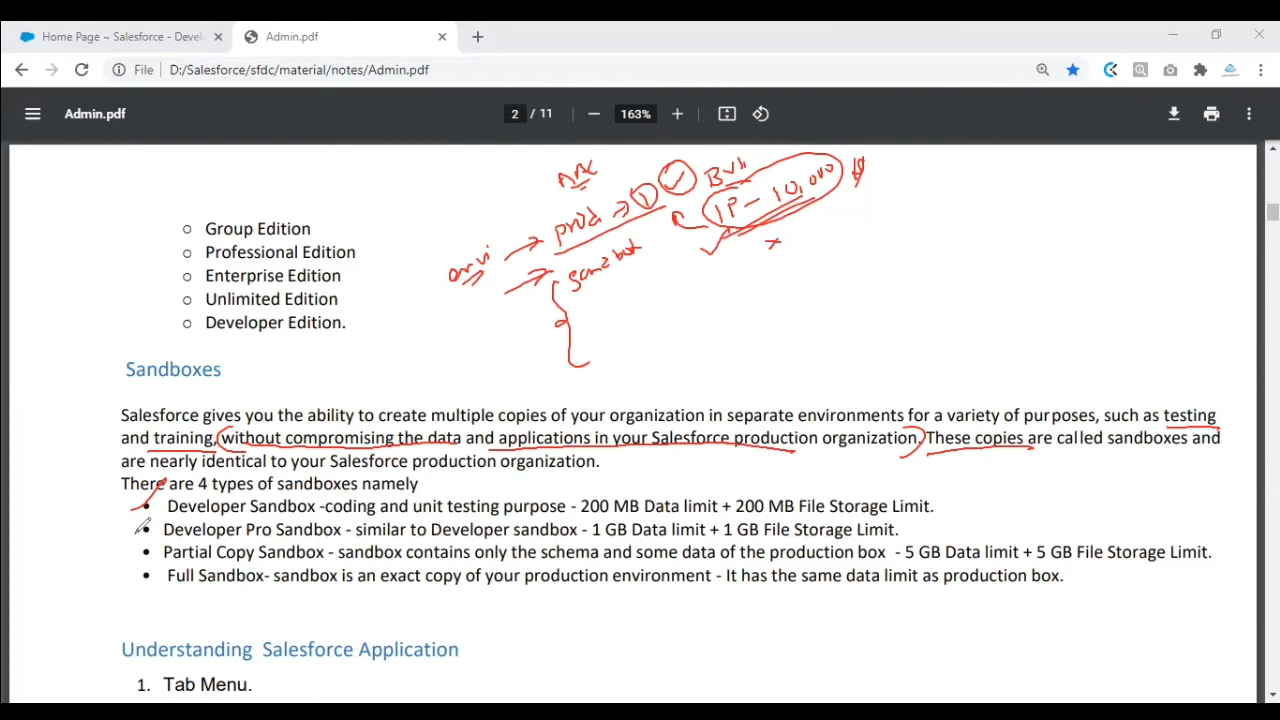 Home Page ~ Salesforce - Devel
Admin.pdf
File | D:/Salesforce/sfdc/material/notes/Admin.pdf
Admin.pdf
2 / 11
163%
ABC
prod → 1
1P - 10,000
envi
sandbox
○ Group Edition
○ Professional Edition
○ Enterprise Edition
○ Unlimited Edition
○ Developer Edition.
Sandboxes
Salesforce gives you the ability to create multiple copies of your organization in separate environments for a variety of purposes, such as testing
and training, without compromising the data and applications in your Salesforce production organization. These copies are called sandboxes and
are nearly identical to your Salesforce production organization.
There are 4 types of sandboxes namely
• Developer Sandbox -coding and unit testing purpose - 200 MB Data limit + 200 MB File Storage Limit.
• Developer Pro Sandbox - similar to Developer sandbox - 1 GB Data limit + 1 GB File Storage Limit.
• Partial Copy Sandbox - sandbox contains only the schema and some data of the production box - 5 GB Data limit + 5 GB File Storage Limit.
• Full Sandbox- sandbox is an exact copy of your production environment - It has the same data limit as production box.
Understanding Salesforce Application
1. Tab Menu.